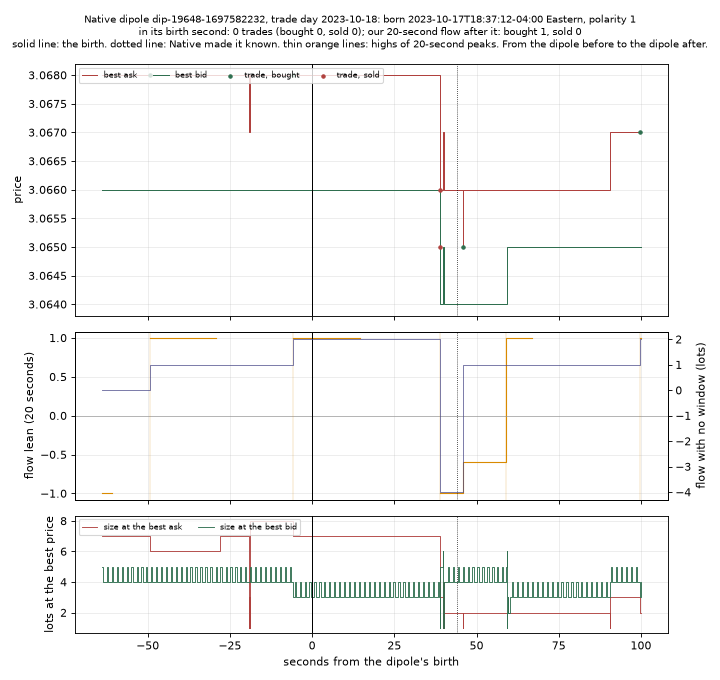 Native dipole dip-19648-1697582232, trade day 2023-10-18: born 2023-10-17T18:37:12-04:00 Eastern, polarity 1
in its birth second: 0 trades (bought 0, sold 0); our 20-second flow after it: bought 1, sold 0
solid line: the birth. dotted line: Native made it known. thin orange lines: highs of 20-second peaks. From the dipole before to the dipole after.
best ask
best bid
trade, bought
trade, sold
3.0680
3.0675
3.0670
3.0665
3.0660
3.0655
3.0650
3.0645
3.0640
price
1.0
0.5
0.0
−0.5
−1.0
flow lean (20 seconds)
2
1
0
−1
−2
−3
−4
flow with no window (lots)
size at the best ask
size at the best bid
8
6
4
2
lots at the best price
−50
−25
0
25
50
75
100
seconds from the dipole's birth